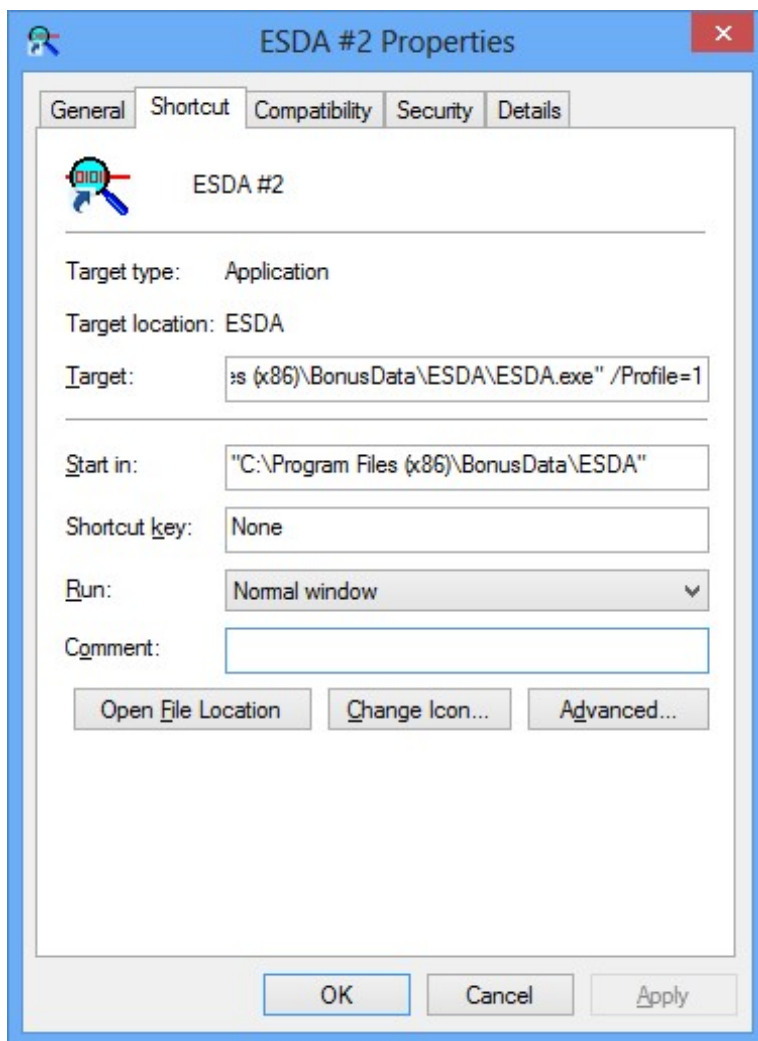 ESDA #2 Properties
General Shortcut Compatibility Security Details
ESDA #2
Target type: Application
Target location: ESDA
Target: es (x86)\BonusData\ESDA\ESDA.exe" /Profile=1
Start in: "C:\Program Files (x86)\BonusData\ESDA"
Shortcut key: None
Run: Normal window
Comment:
Open File Location Change Icon... Advanced...
OK Cancel Apply